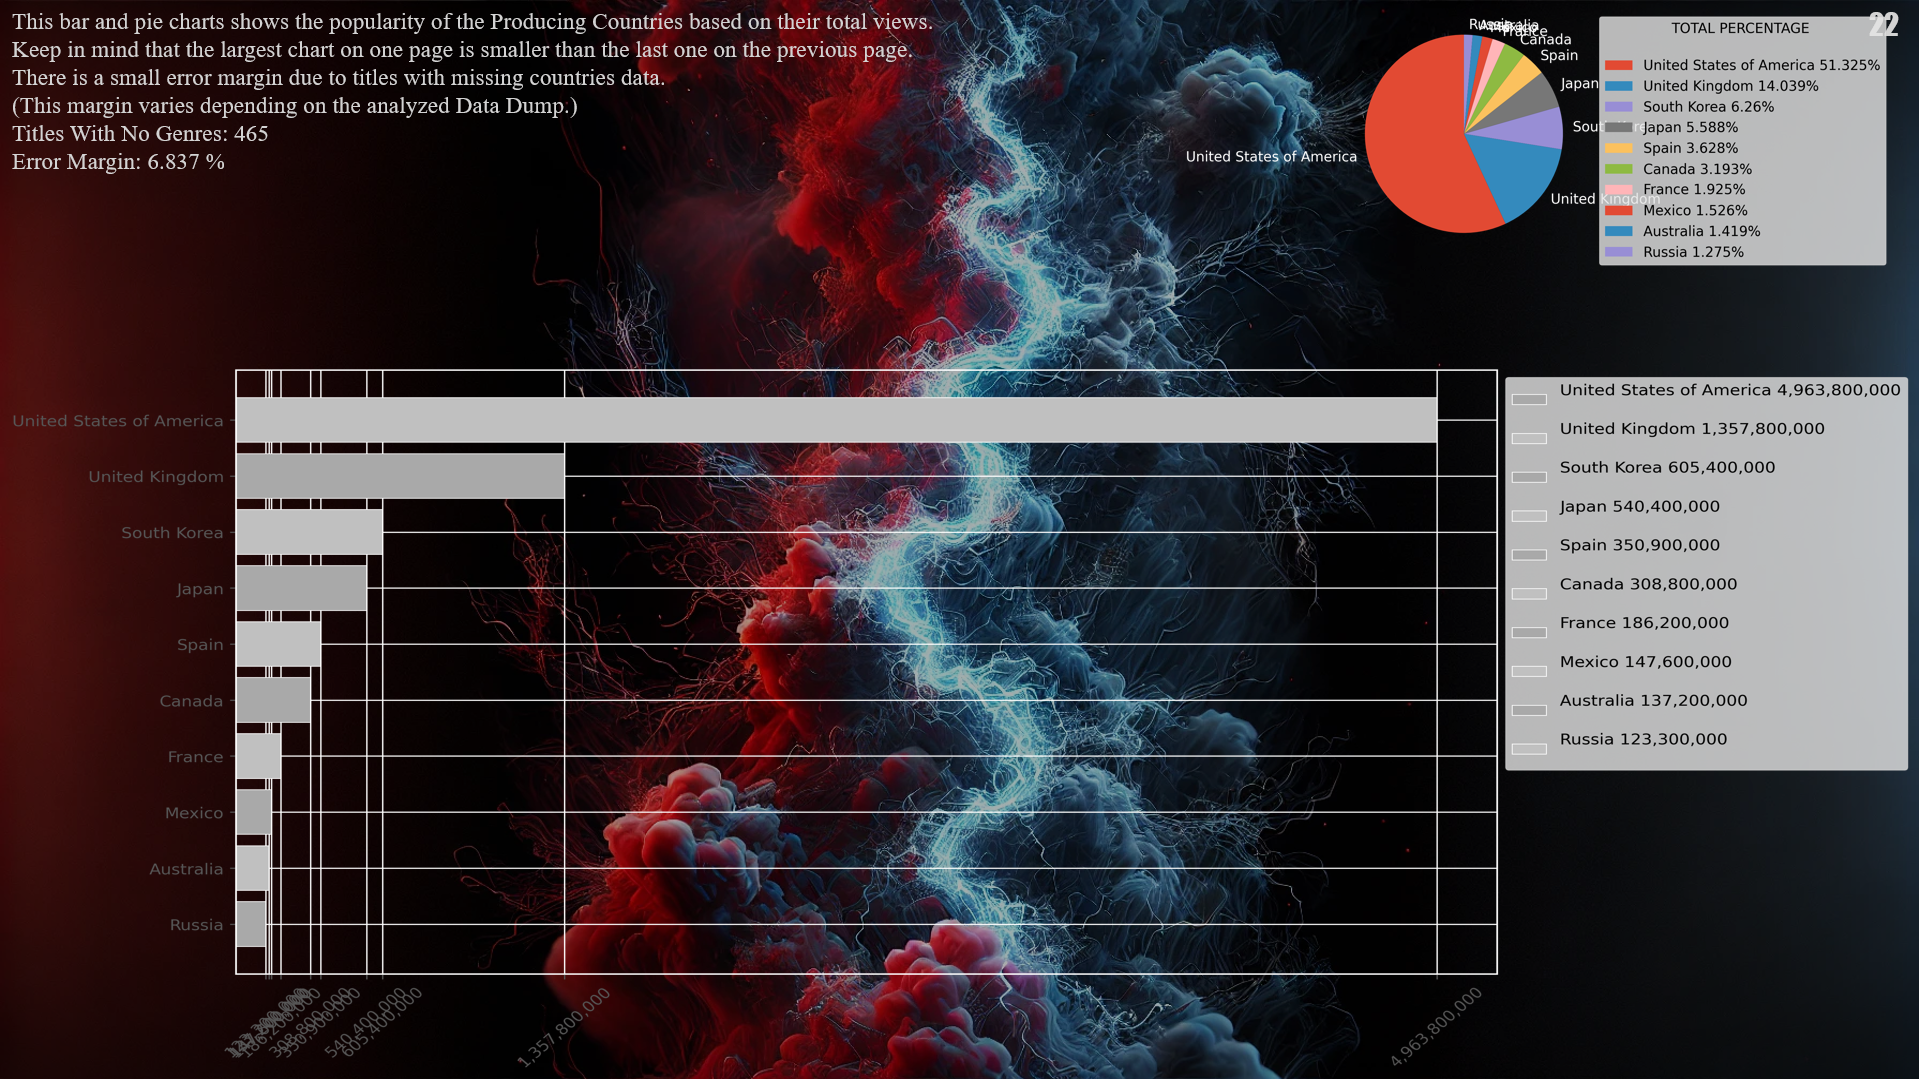 This bar and pie charts shows the popularity of the Producing Countries based on their total views.
Keep in mind that the largest chart on one page is smaller than the last one on the previous page.
There is a small error margin due to titles with missing countries data.
(This margin varies depending on the analyzed Data Dump.)
Titles With No Genres: 465
Error Margin: 6.837 %
22
Russia
Australia
France
Canada
Spain
Japan
South Korea
United Kingdom
United States of America
TOTAL PERCENTAGE
United States of America 51.325%
United Kingdom 14.039%
South Korea 6.26%
Japan 5.588%
Spain 3.628%
Canada 3.193%
France 1.925%
Mexico 1.526%
Australia 1.419%
Russia 1.275%
United States of America
United Kingdom
South Korea
Japan
Spain
Canada
France
Mexico
Australia
Russia
186,200,000
308,800,000
350,900,000
540,400,000
605,400,000
1,357,800,000
4,963,800,000
United States of America 4,963,800,000
United Kingdom 1,357,800,000
South Korea 605,400,000
Japan 540,400,000
Spain 350,900,000
Canada 308,800,000
France 186,200,000
Mexico 147,600,000
Australia 137,200,000
Russia 123,300,000